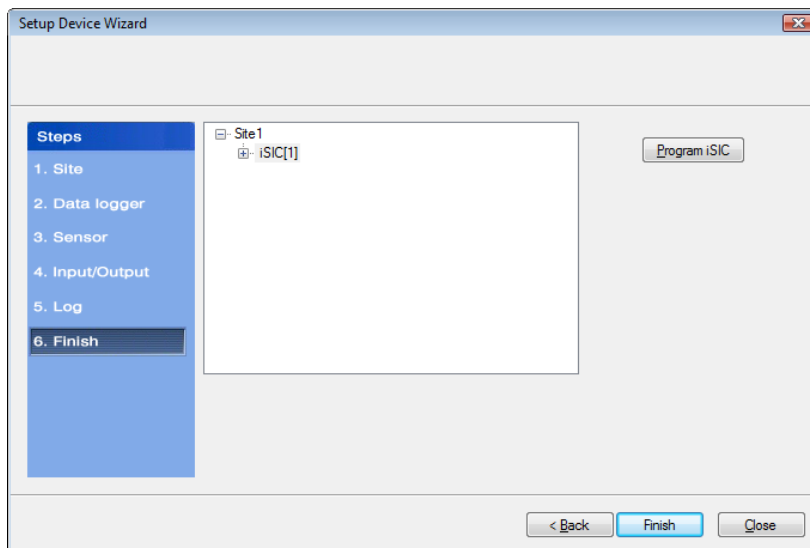 Setup Device Wizard
Steps
1. Site
2. Data logger
3. Sensor
4. Input/Output
5. Log
6. Finish
Site1
iSIC[1]
Program iSIC
< Back
Finish
Close